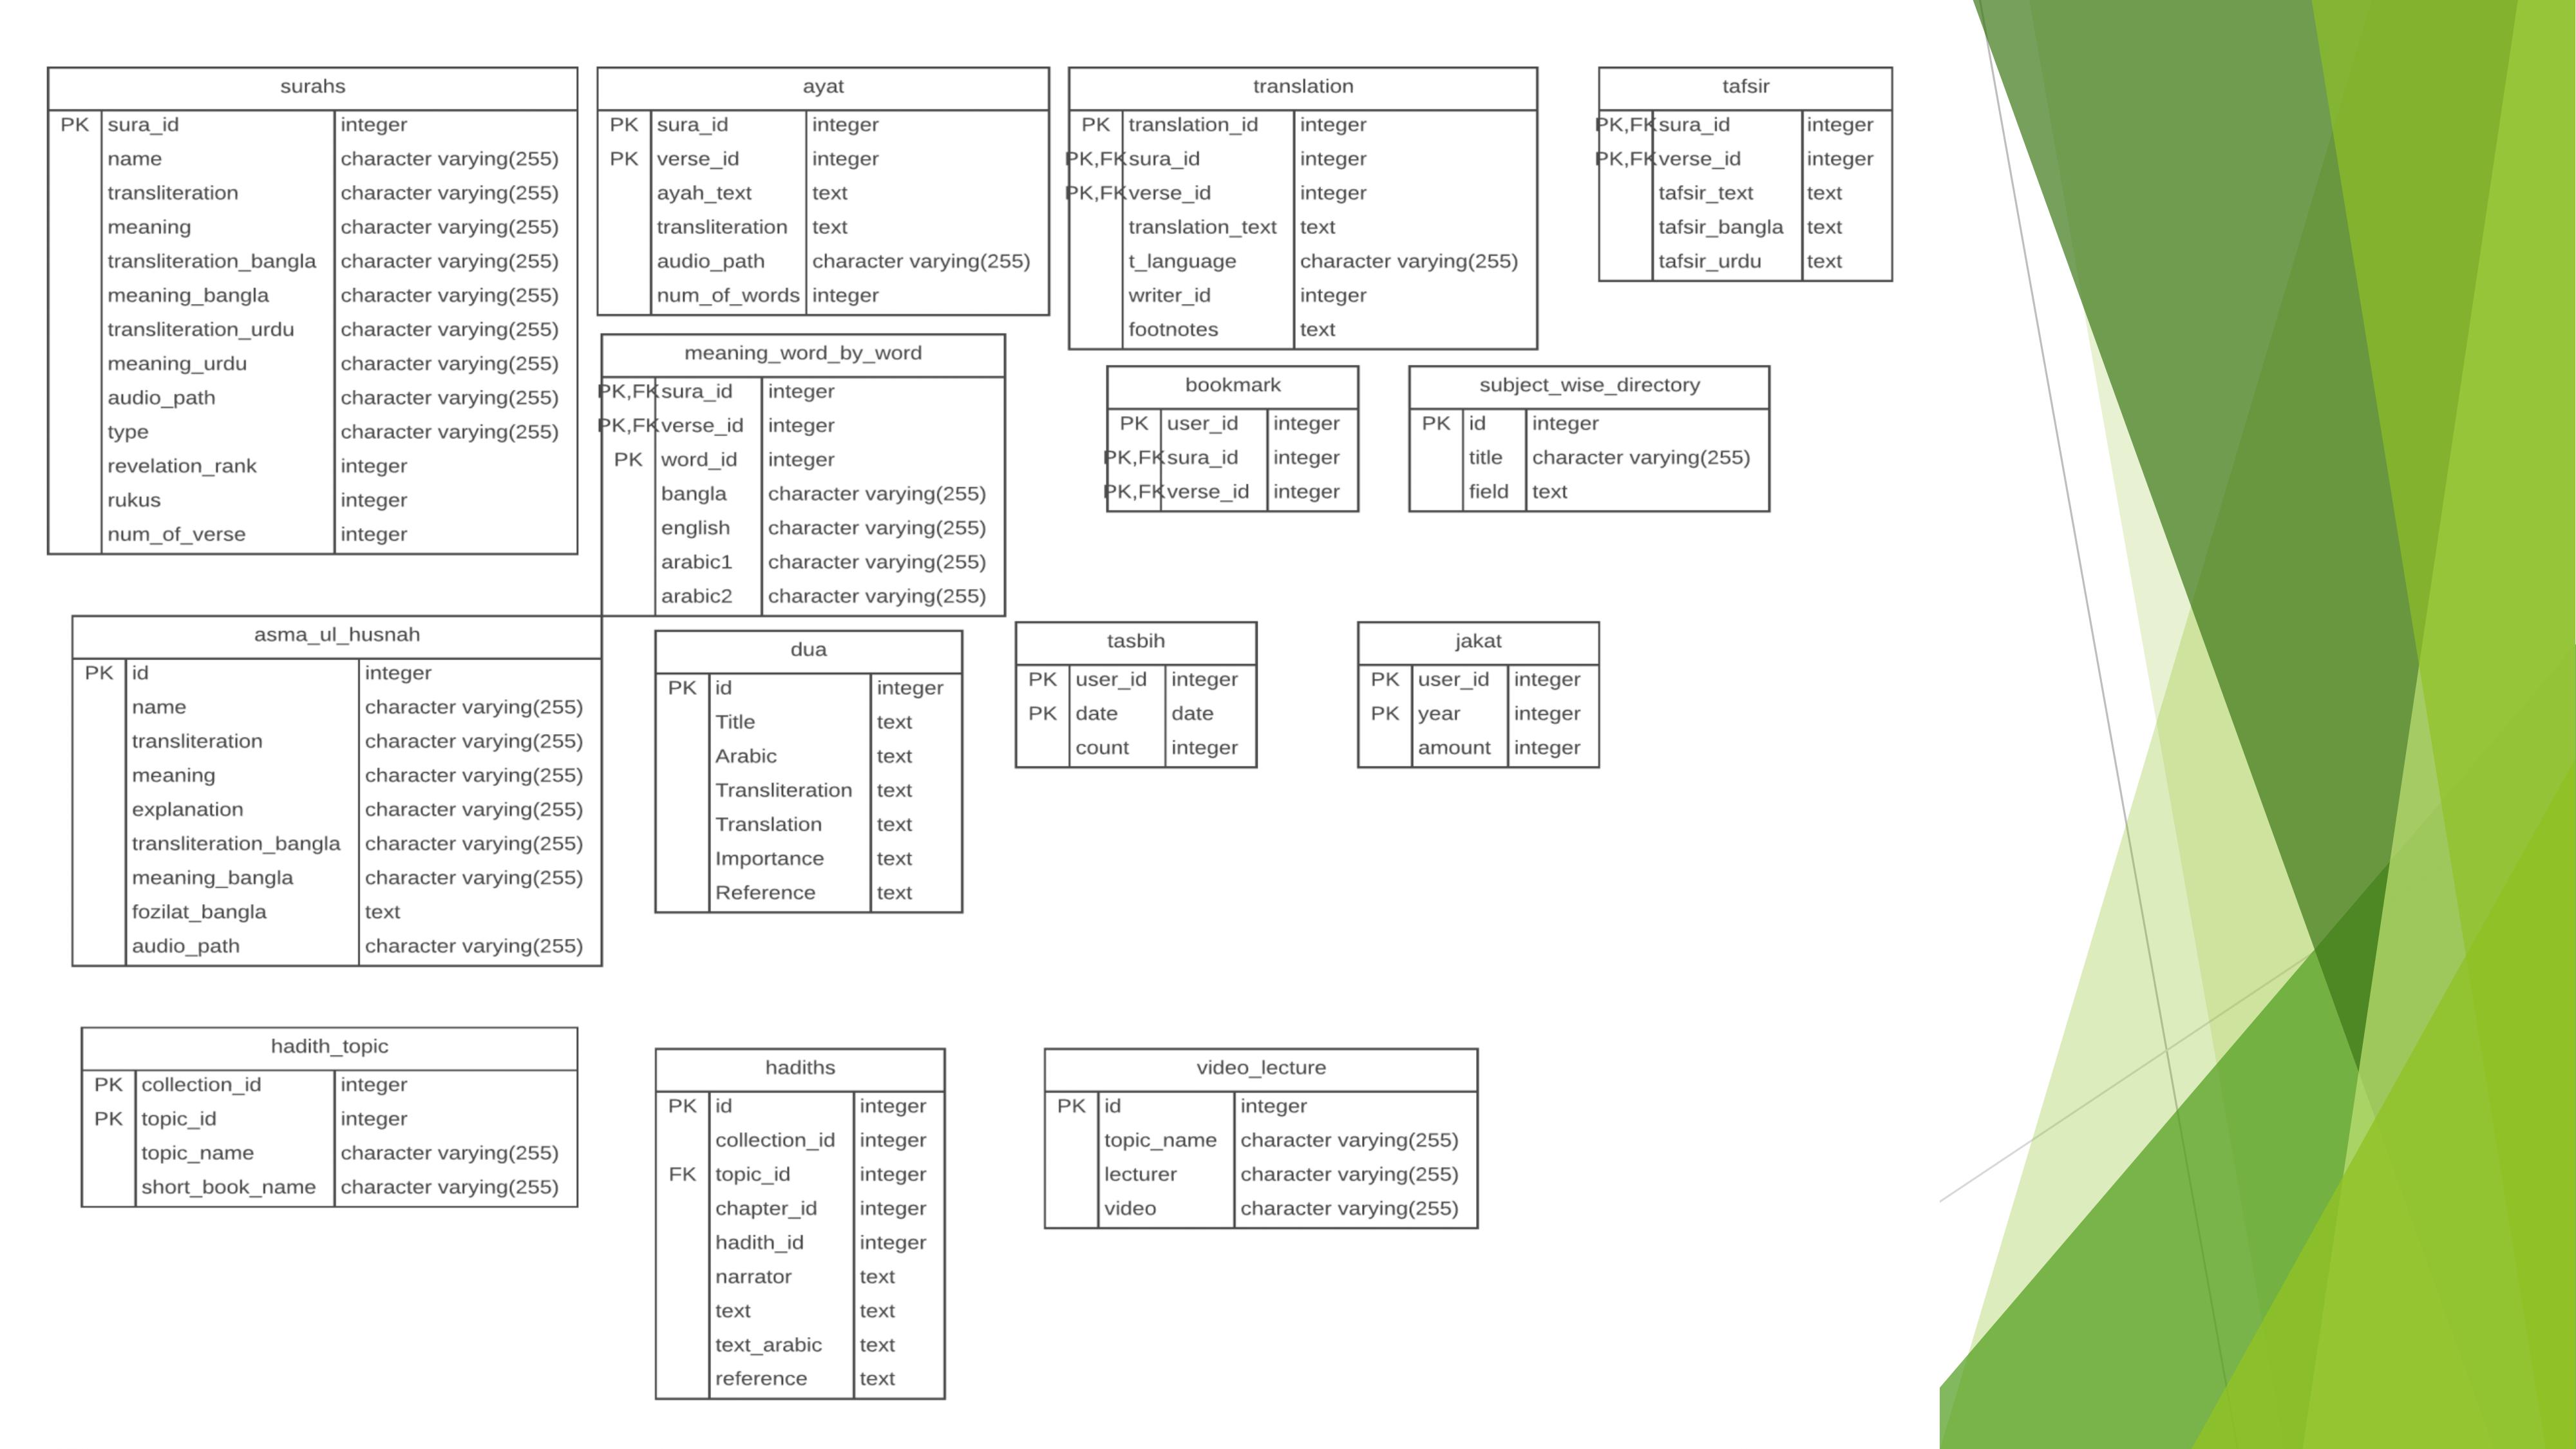 surahs
PK sura_id integer
name character varying(255)
transliteration character varying(255)
meaning character varying(255)
transliteration_bangla character varying(255)
meaning_bangla character varying(255)
transliteration_urdu character varying(255)
meaning_urdu character varying(255)
audio_path character varying(255)
type character varying(255)
revelation_rank integer
rukus integer
num_of_verse integer
ayat
PK sura_id integer
PK verse_id integer
ayah_text text
transliteration text
audio_path character varying(255)
num_of_words integer
translation
PK translation_id integer
PK,FK sura_id integer
PK,FK verse_id integer
translation_text text
t_language character varying(255)
writer_id integer
footnotes text
tafsir
PK,FK sura_id integer
PK,FK verse_id integer
tafsir_text text
tafsir_bangla text
tafsir_urdu text
meaning_word_by_word
PK,FK sura_id integer
PK,FK verse_id integer
PK word_id integer
bangla character varying(255)
english character varying(255)
arabic1 character varying(255)
arabic2 character varying(255)
bookmark
PK user_id integer
PK,FK sura_id integer
PK,FK verse_id integer
subject_wise_directory
PK id integer
title character varying(255)
field text
asma_ul_husnah
PK id integer
name character varying(255)
transliteration character varying(255)
meaning character varying(255)
explanation character varying(255)
transliteration_bangla character varying(255)
meaning_bangla character varying(255)
fozilat_bangla text
audio_path character varying(255)
dua
PK id integer
Title text
Arabic text
Transliteration text
Translation text
Importance text
Reference text
tasbih
PK user_id integer
PK date date
count integer
jakat
PK user_id integer
PK year integer
amount integer
hadith_topic
PK collection_id integer
PK topic_id integer
topic_name character varying(255)
short_book_name character varying(255)
hadiths
PK id integer
collection_id integer
FK topic_id integer
chapter_id integer
hadith_id integer
narrator text
text text
text_arabic text
reference text
video_lecture
PK id integer
topic_name character varying(255)
lecturer character varying(255)
video character varying(255)